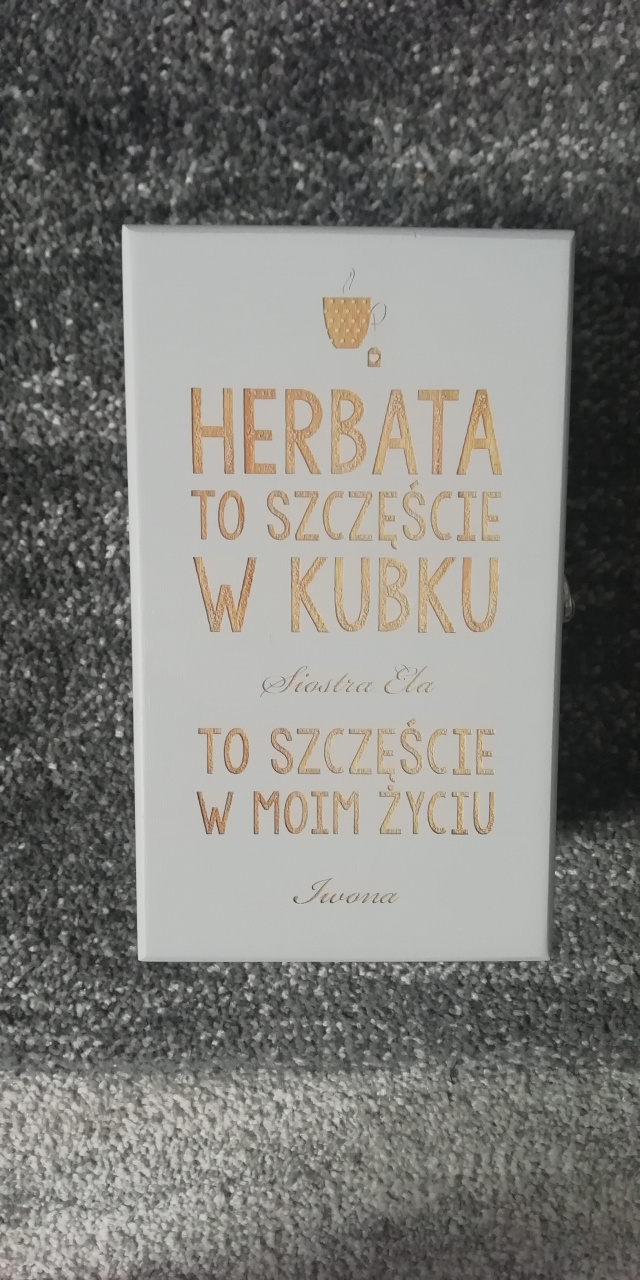 HERBATA
TO SZCZĘŚCIE
W KUBKU
Siostra Ela
TO SZCZĘŚCIE
W MOIM ŻYCIU
Iwona